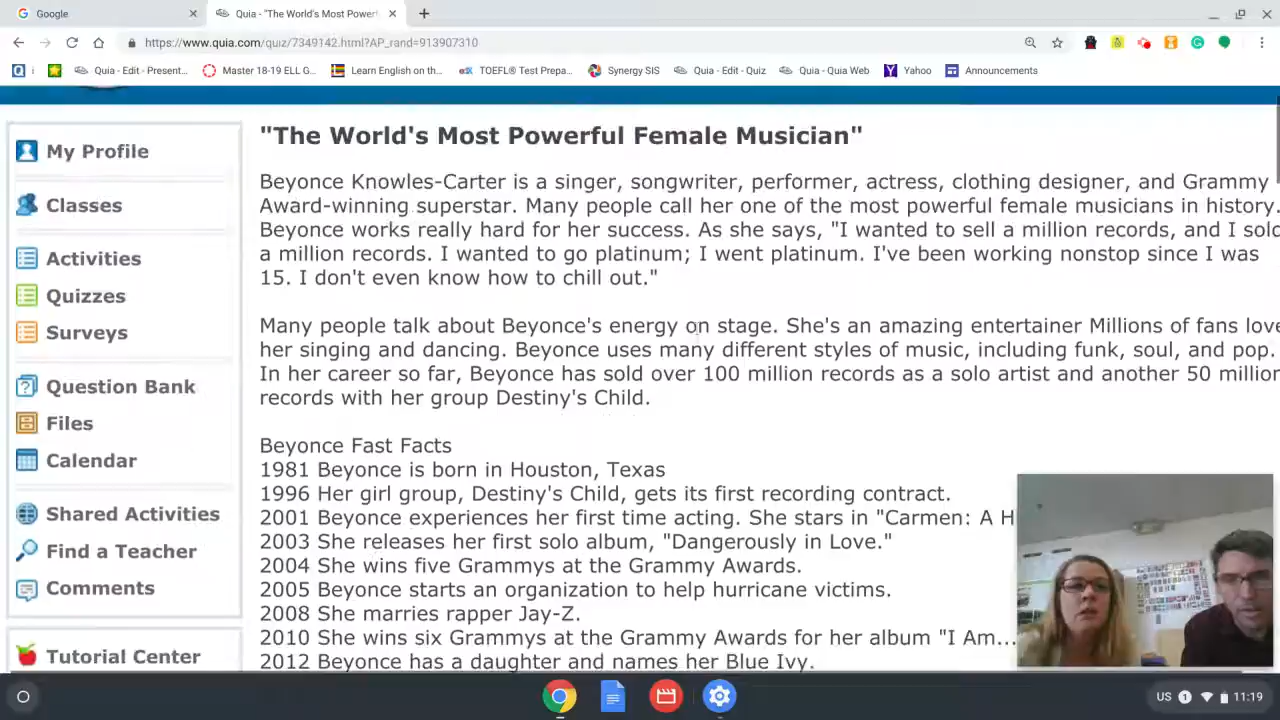 Google
Quia - "The World's Most Powerf
https://www.quia.com/quiz/7349142.html?AP_rand=913907310
i
Quia - Edit - Present...
Master 18-19 ELL G...
Learn English on th...
TOEFL® Test Prepa...
Synergy SIS
Quia - Edit - Quiz
Quia - Quia Web
Yahoo
Announcements
My Profile
Classes
Activities
Quizzes
Surveys
Question Bank
Files
Calendar
Shared Activities
Find a Teacher
Comments
Tutorial Center
"The World's Most Powerful Female Musician"
Beyonce Knowles-Carter is a singer, songwriter, performer, actress, clothing designer, and Grammy
Award-winning superstar. Many people call her one of the most powerful female musicians in history.
Beyonce works really hard for her success. As she says, "I wanted to sell a million records, and I sold
a million records. I wanted to go platinum; I went platinum. I've been working nonstop since I was
15. I don't even know how to chill out."
Many people talk about Beyonce's energy on stage. She's an amazing entertainer Millions of fans love
her singing and dancing. Beyonce uses many different styles of music, including funk, soul, and pop.
In her career so far, Beyonce has sold over 100 million records as a solo artist and another 50 million
records with her group Destiny's Child.
Beyonce Fast Facts
1981 Beyonce is born in Houston, Texas
1996 Her girl group, Destiny's Child, gets its first recording contract.
2001 Beyonce experiences her first time acting. She stars in "Carmen: A H
2003 She releases her first solo album, "Dangerously in Love."
2004 She wins five Grammys at the Grammy Awards.
2005 Beyonce starts an organization to help hurricane victims.
2008 She marries rapper Jay-Z.
2010 She wins six Grammys at the Grammy Awards for her album "I Am...
2012 Beyonce has a daughter and names her Blue Ivy.
US 1 11:19